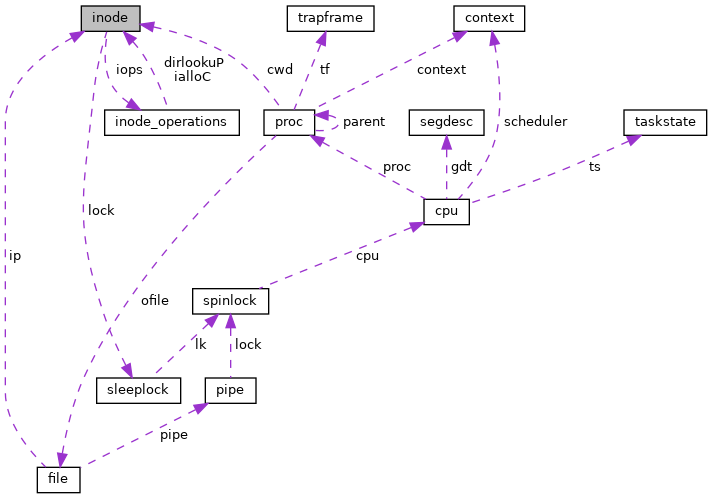 inode
trapframe
context
iops
dirlookuP
ialloC
cwd
tf
context
inode_operations
proc
parent
segdesc
scheduler
taskstate
proc
gdt
ts
lock
cpu
ip
cpu
ofile
spinlock
lk
lock
sleeplock
pipe
pipe
file